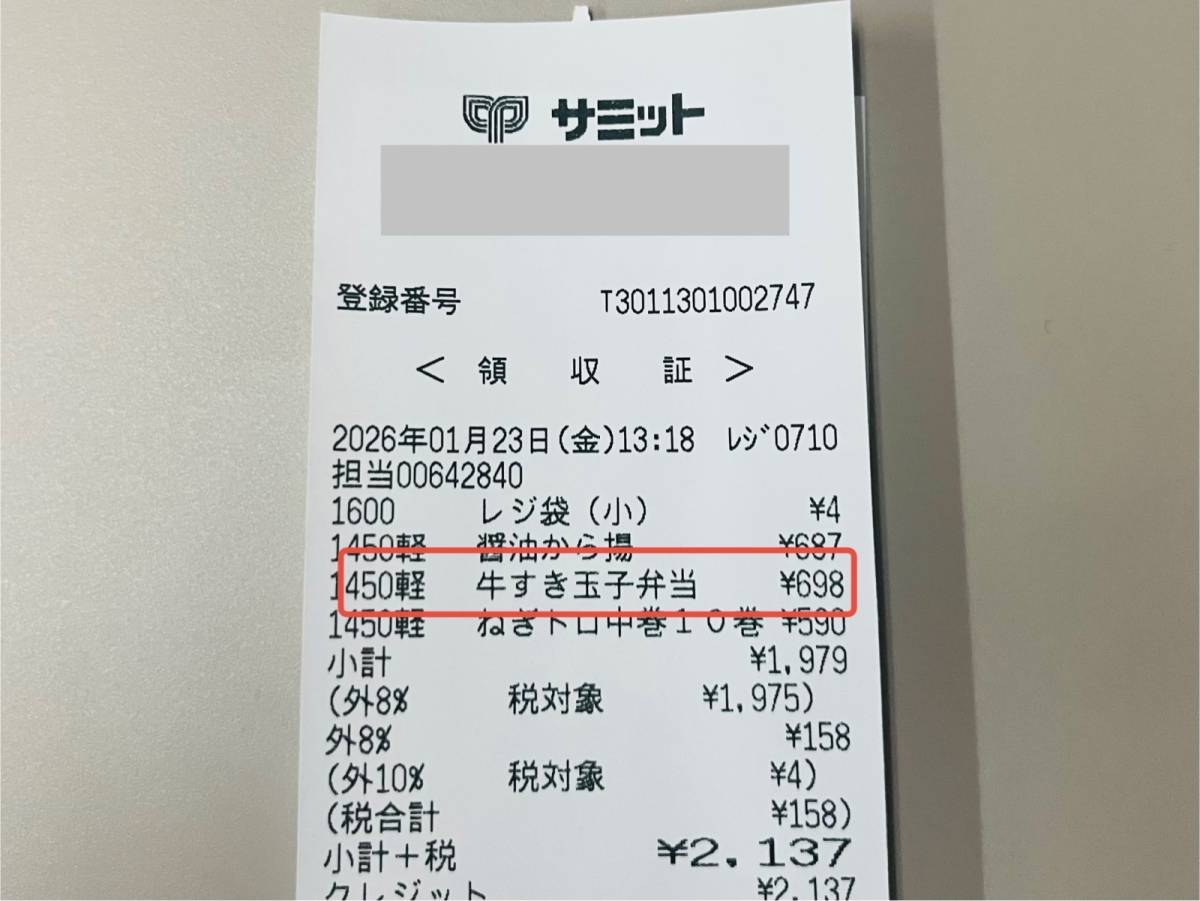 サミット
登録番号 T3011301002747
< 領 収 証 >
2026年01月23日(金)13:18 ﾚｼﾞ0710
担当00642840
1600 レジ袋(小) ¥4
1450軽 醤油から揚 ¥687
1450軽 牛すき玉子弁当 ¥698
1450軽 ねぎトロ中巻10巻 ¥590
小計 ¥1,979
(外8% 税対象 ¥1,975)
外8% ¥158
(外10% 税対象 ¥4)
(税合計 ¥158)
小計+税 ¥2,137
クレジット ¥2,137